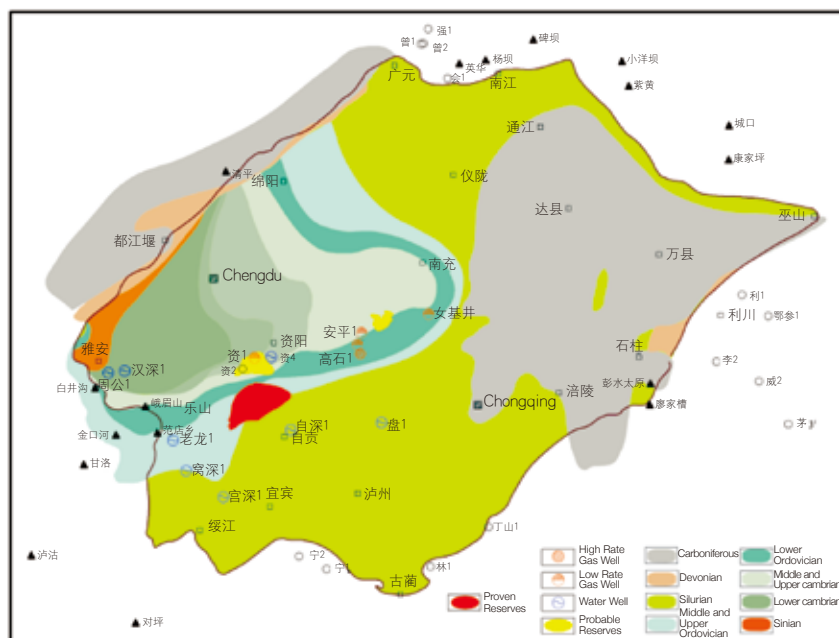 强1
曾1
曾2
碑坝
英华
杨坝
小洋坝
广元
会1
南江
紫黄
通江
城口
清平
绵阳
仪陇
康家坪
达县
巫山
都江堰
南充
万县
Chengdu
利1
女基井
利川
鄂参1
安平1
资阳
雅安
资1
资4
高石1
石柱
汉深1
资2
李2
白井沟
周公1
彭水太原
威2
峨眉山
乐山
涪陵
Chongqing
廖家槽
金口河
范店乡
自深1
盘1
茅1
老龙1
自贡
甘洛
窝深1
宫深1
宜宾
泸州
绥江
丁山1
泸沽
宁2
宁1
林1
古蔺
对坪
High Rate
Gas Well
Low Rate
Gas Well
Water Well
Probable Reserves
Proven
Reserves
Carboniferous
Devonian
Silurian
Middle and
Upper
Ordovician
Lower
Ordovician
Middle and
Upper cambrian
Lower cambrian
Sinian